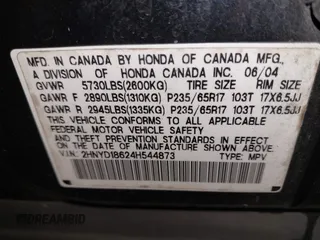 MFD. IN CANADA BY HONDA OF CANADA MFG.,
A DIVISION OF HONDA CANADA INC. 06/04
GVWR 5730LBS(2600KG) TIRE SIZE RIM SIZE
GAWR F 2890LBS(1310KG) P235/65R17 103T 17X6.5JJ
GAWR R 2945LBS(1335KG) P235/65R17 103T 17X6.5JJ
THIS VEHICLE CONFORMS TO ALL APPLICABLE
FEDERAL MOTOR VEHICLE SAFETY AND
THEFT PREVENTION STANDARDS IN EFFECT ON
THE DATE OF MANUFACTURE SHOWN ABOVE.
V.I.N: 2HNYD18624H544873 TYPE: MPV
DREAMBID